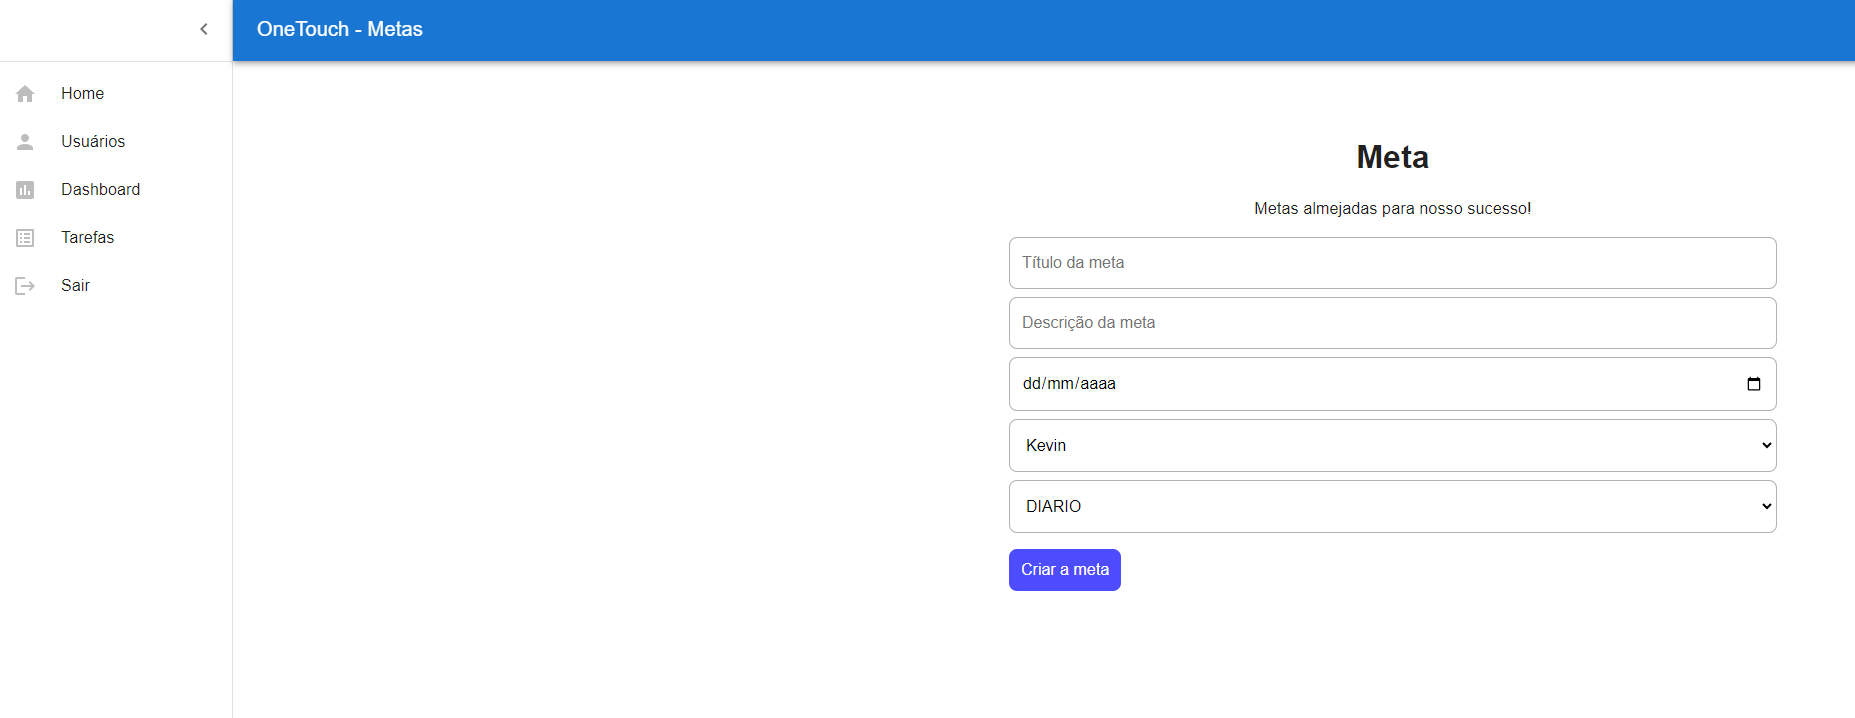 OneTouch - Metas
Home
Usuários
Dashboard
Tarefas
Sair
Meta
Metas almejadas para nosso sucesso!
Título da meta
Descrição da meta
dd/mm/aaaa
Kevin
DIARIO
Criar a meta